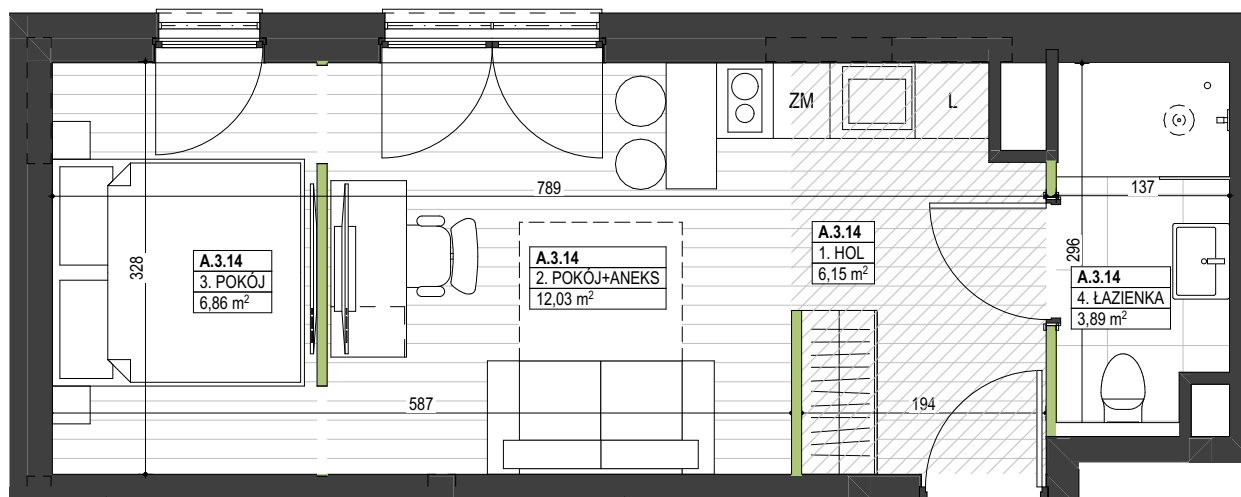 ZM
L
789
137
328
296
A.3.14
3. POKÓJ
6,86 m²
A.3.14
2. POKÓJ+ANEKS
12,03 m²
A.3.14
1. HOL
6,15 m²
A.3.14
4. ŁAZIENKA
3,89 m²
587
194